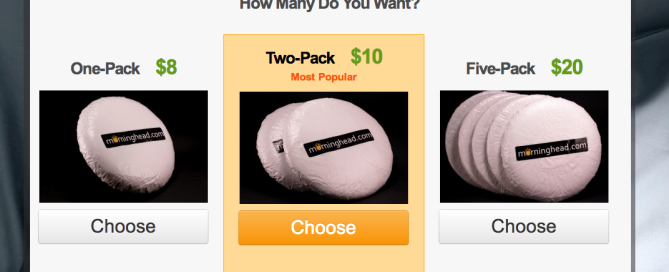 How Many Do You Want?
One-Pack $8
Two-Pack $10
Most Popular
Five-Pack $20
morninghead.com
morninghead.com
morninghead.com
Choose
Choose
Choose